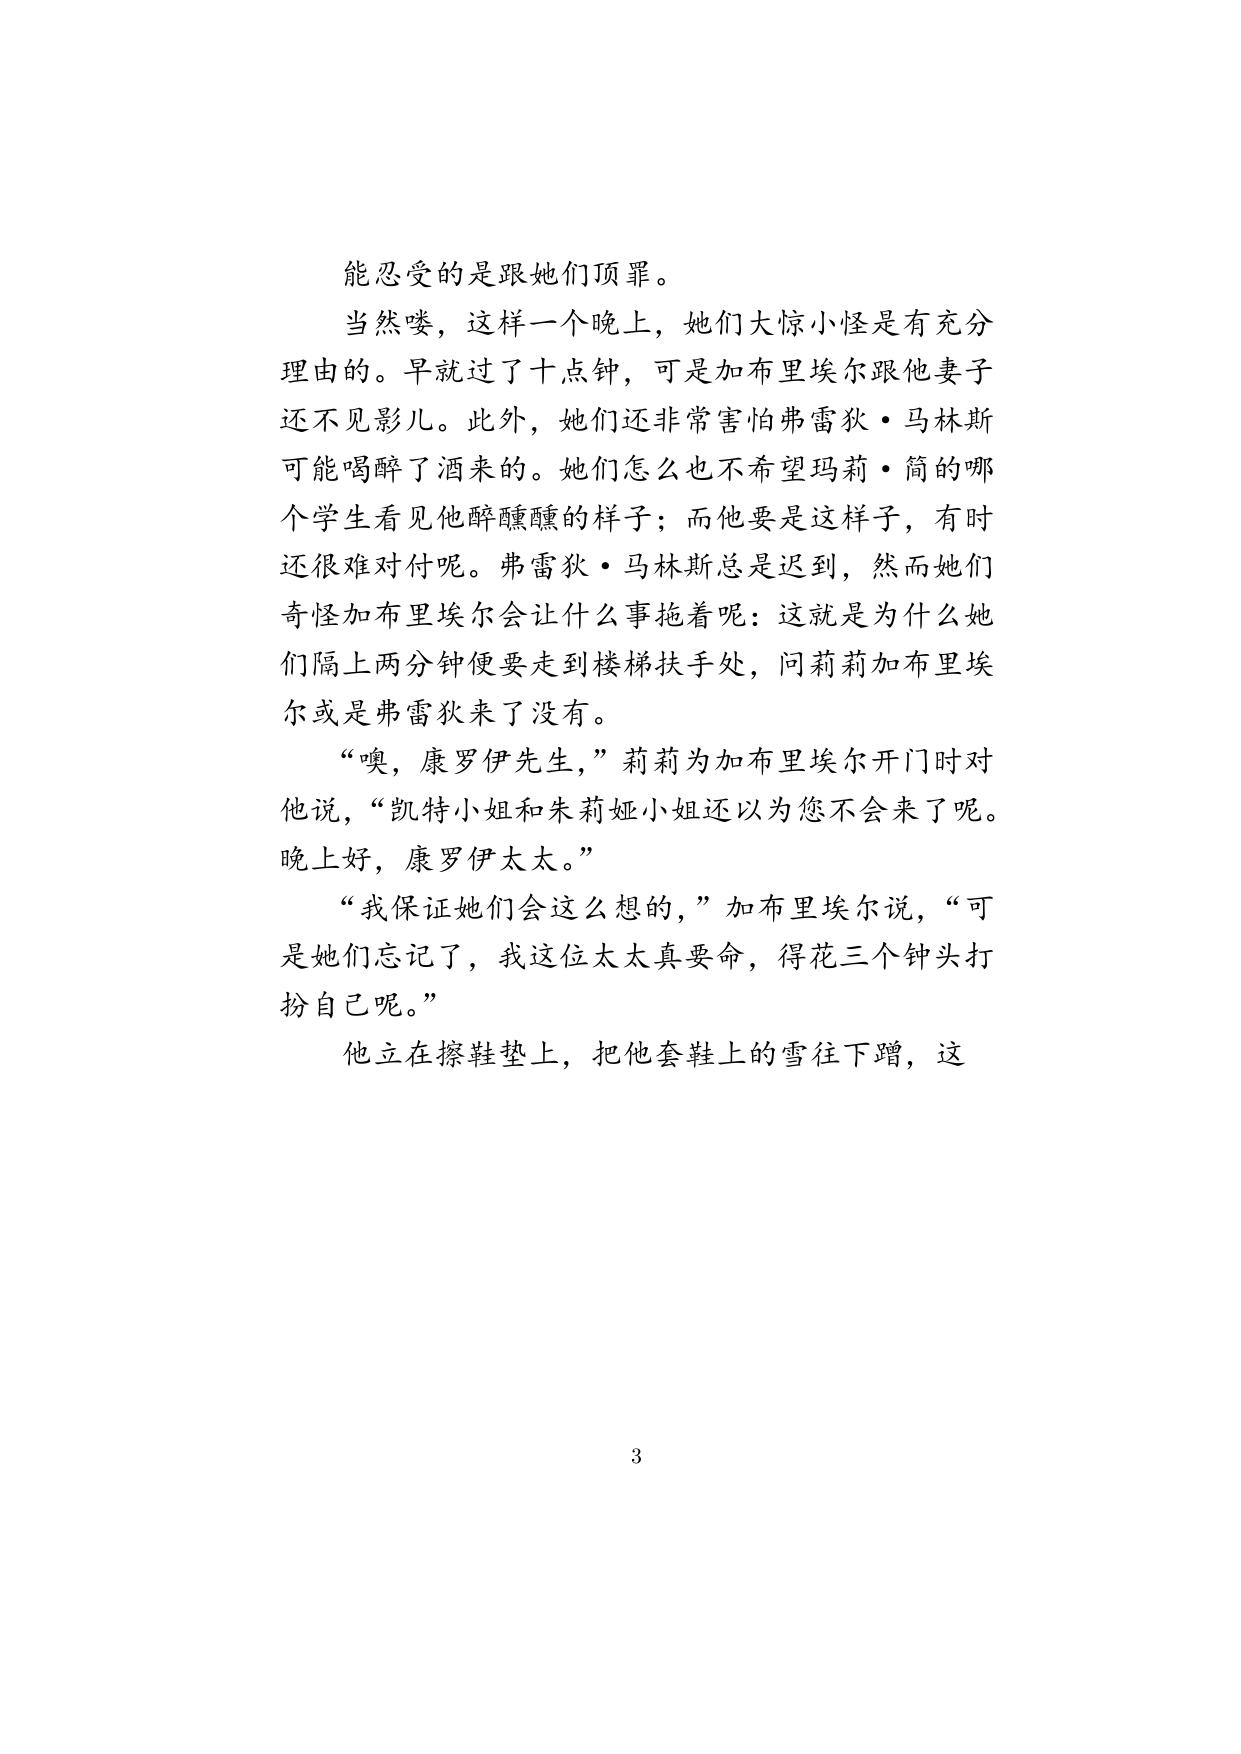 能忍受的是跟她们顶罪。
当然喽，这样一个晚上，她们大惊小怪是有充分
理由的。早就过了十点钟，可是加布里埃尔跟他妻子
还不见影儿。此外，她们还非常害怕弗雷狄·马林斯
可能喝醉了酒来的。她们怎么也不希望玛莉·简的哪
个学生看见他醉醺醺的样子；而他要是这样子，有时
还很难对付呢。弗雷狄·马林斯总是迟到，然而她们
奇怪加布里埃尔会让什么事拖着呢：这就是为什么她
们隔上两分钟便要走到楼梯扶手处，问莉莉加布里埃
尔或是弗雷狄来了没有。
“噢，康罗伊先生，”莉莉为加布里埃尔开门时对
他说，“凯特小姐和朱莉娅小姐还以为您不会来了呢。
晚上好，康罗伊太太。”
“我保证她们会这么想的，”加布里埃尔说，“可
是她们忘记了，我这位太太真要命，得花三个钟头打
扮自己呢。”
他立在擦鞋垫上，把他套鞋上的雪往下蹭，这
3